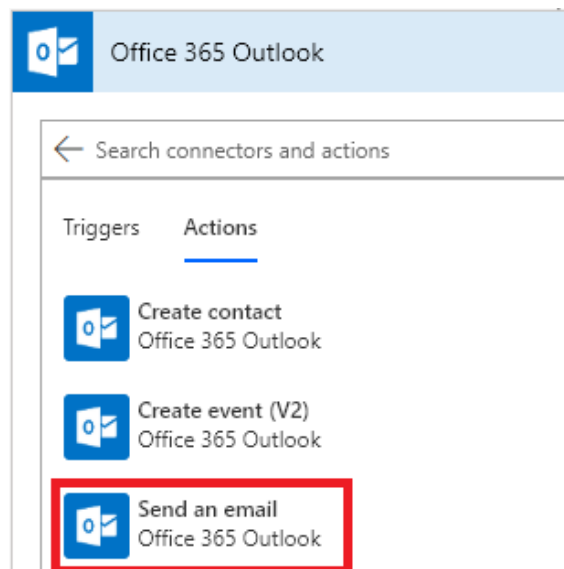 Office 365 Outlook
Search connectors and actions
Triggers Actions
Create contact
Office 365 Outlook
Create event (V2)
Office 365 Outlook
Send an email
Office 365 Outlook